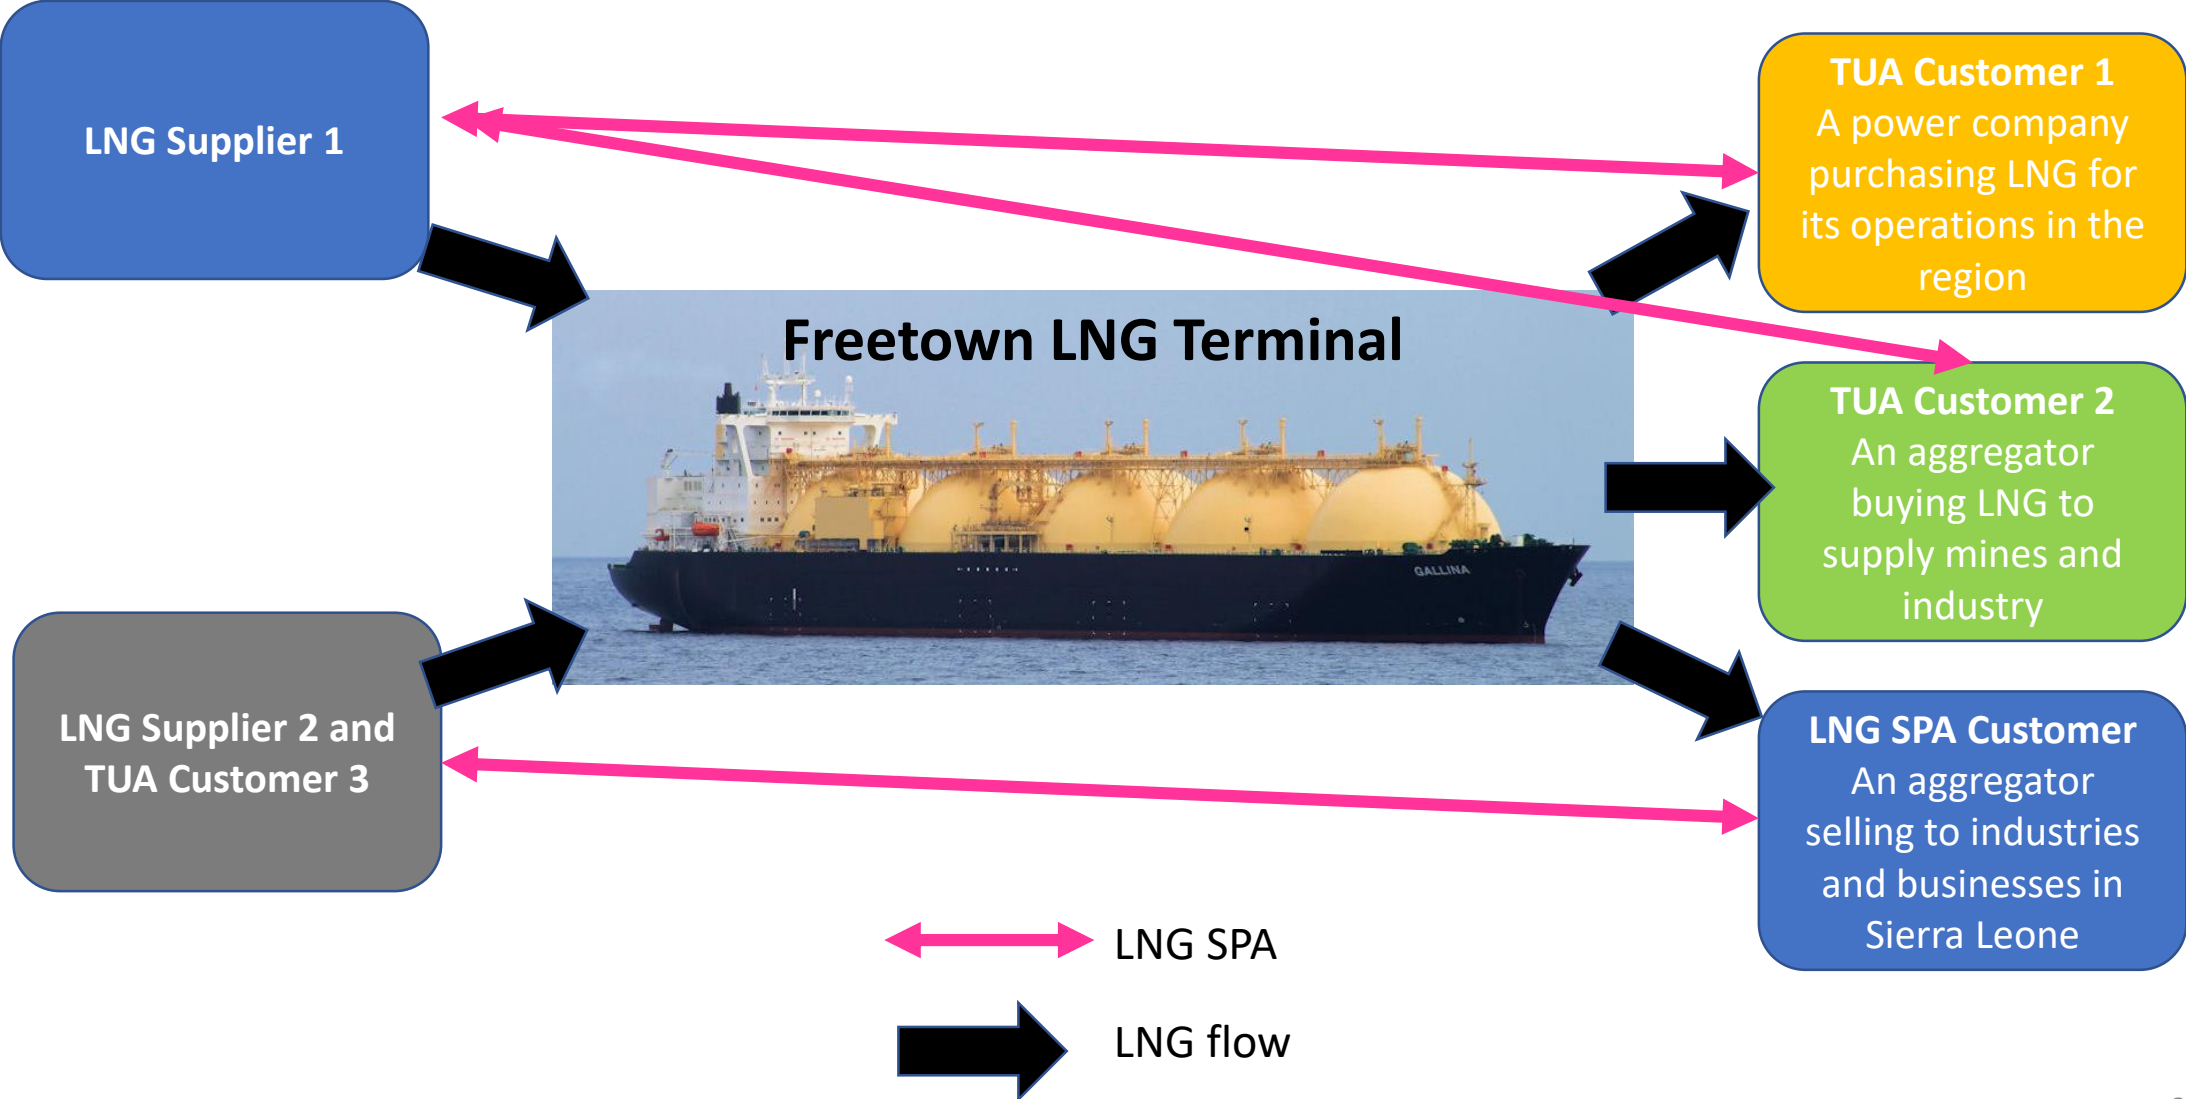 LNG Supplier 1
TUA Customer 1
A power company
purchasing LNG for
its operations in the
region
Freetown LNG Terminal
GALLINA
TUA Customer 2
An aggregator
buying LNG to
supply mines and
industry
LNG Supplier 2 and
TUA Customer 3
LNG SPA Customer
An aggregator
selling to industries
and businesses in
Sierra Leone
LNG SPA
LNG flow